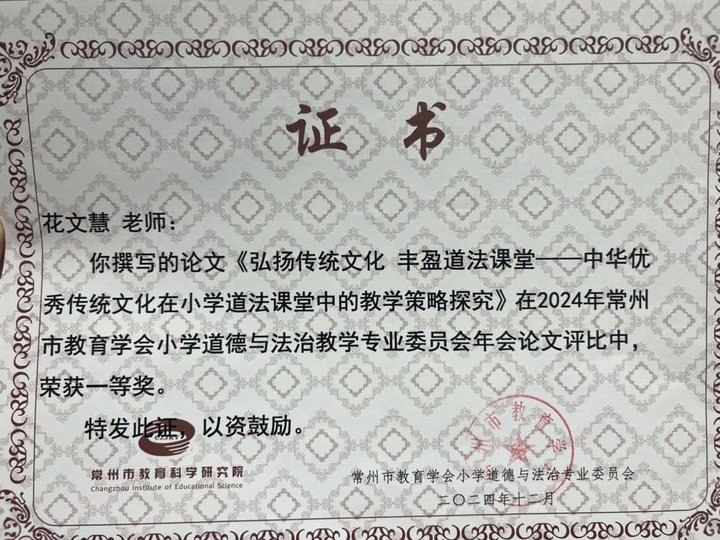 证 书
花文慧 老师：
你撰写的论文《弘扬传统文化 丰盈道法课堂——中华优
秀传统文化在小学道法课堂中的教学策略探究》在2024年常州
市教育学会小学道德与法治教学专业委员会年会论文评比中，
荣获一等奖。
特发此证，以资鼓励。
常州市教育科学研究院
Changzhou Institute of Educational Science
州市教育学
常州市教育学会小学道德与法治专业委员会
二〇二四年十二月